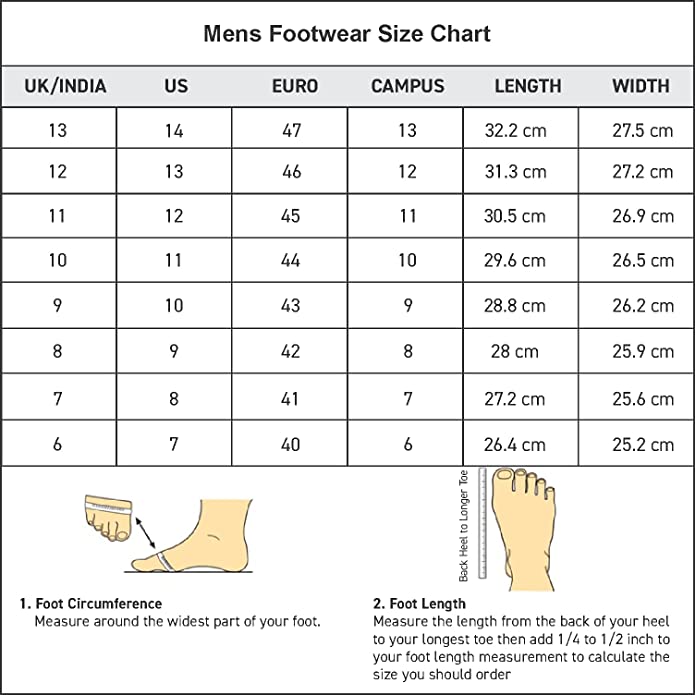 Mens Footwear Size Chart
UK/INDIA US EURO CAMPUS LENGTH WIDTH
13 14 47 13 32.2 cm 27.5 cm
12 13 46 12 31.3 cm 27.2 cm
11 12 45 11 30.5 cm 26.9 cm
10 11 44 10 29.6 cm 26.5 cm
9 10 43 9 28.8 cm 26.2 cm
8 9 42 8 28 cm 25.9 cm
7 8 41 7 27.2 cm 25.6 cm
6 7 40 6 26.4 cm 25.2 cm
Back Heel to Longer Toe
1. Foot Circumference
Measure around the widest part of your foot.
2. Foot Length
Measure the length from the back of your heel
to your longest toe then add 1/4 to 1/2 inch to
your foot length measurement to calculate the
size you should order